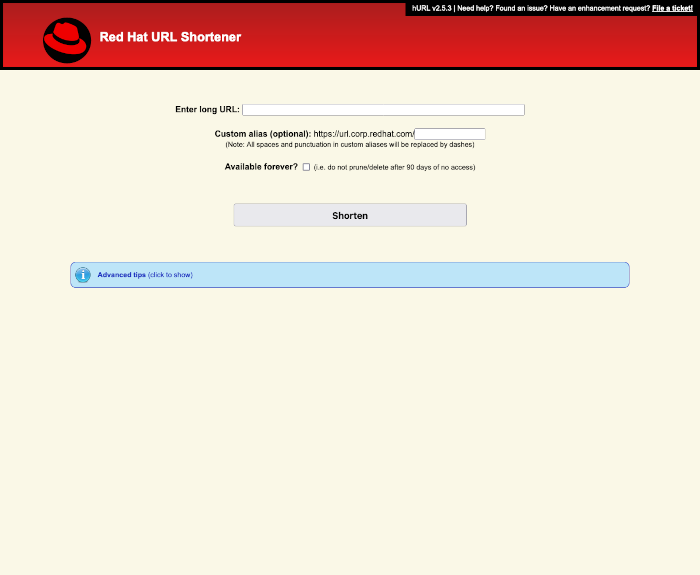 hURL v2.5.3 | Need help? Found an issue? Have an enhancement request? File a ticket!
Red Hat URL Shortener
Enter long URL:
Custom alias (optional): https://url.corp.redhat.com/
(Note: All spaces and punctuation in custom aliases will be replaced by dashes)
Available forever? (i.e. do not prune/delete after 90 days of no access)
Shorten
Advanced tips (click to show)